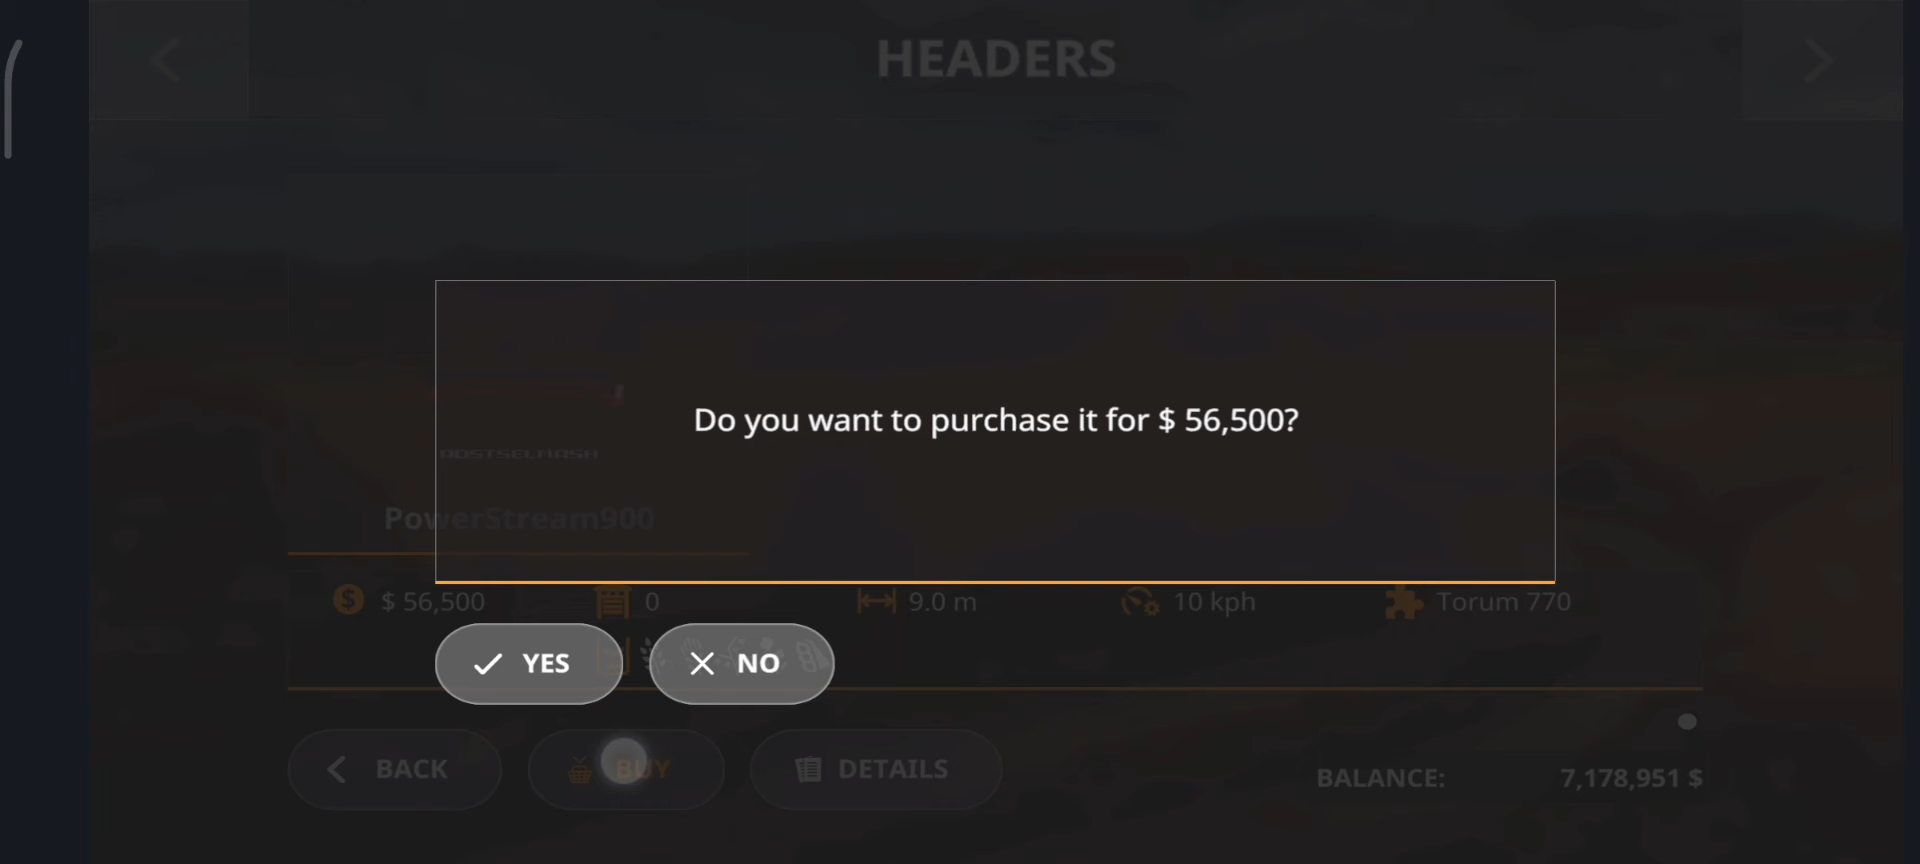 HEADERS
Do you want to purchase it for $ 56,500?
ROSTSELMASH
PowerStream900
$ 56,500 0 9.0 m 10 kph Torum 770
YES NO
BACK BUY DETAILS BALANCE: 7,178,951 $